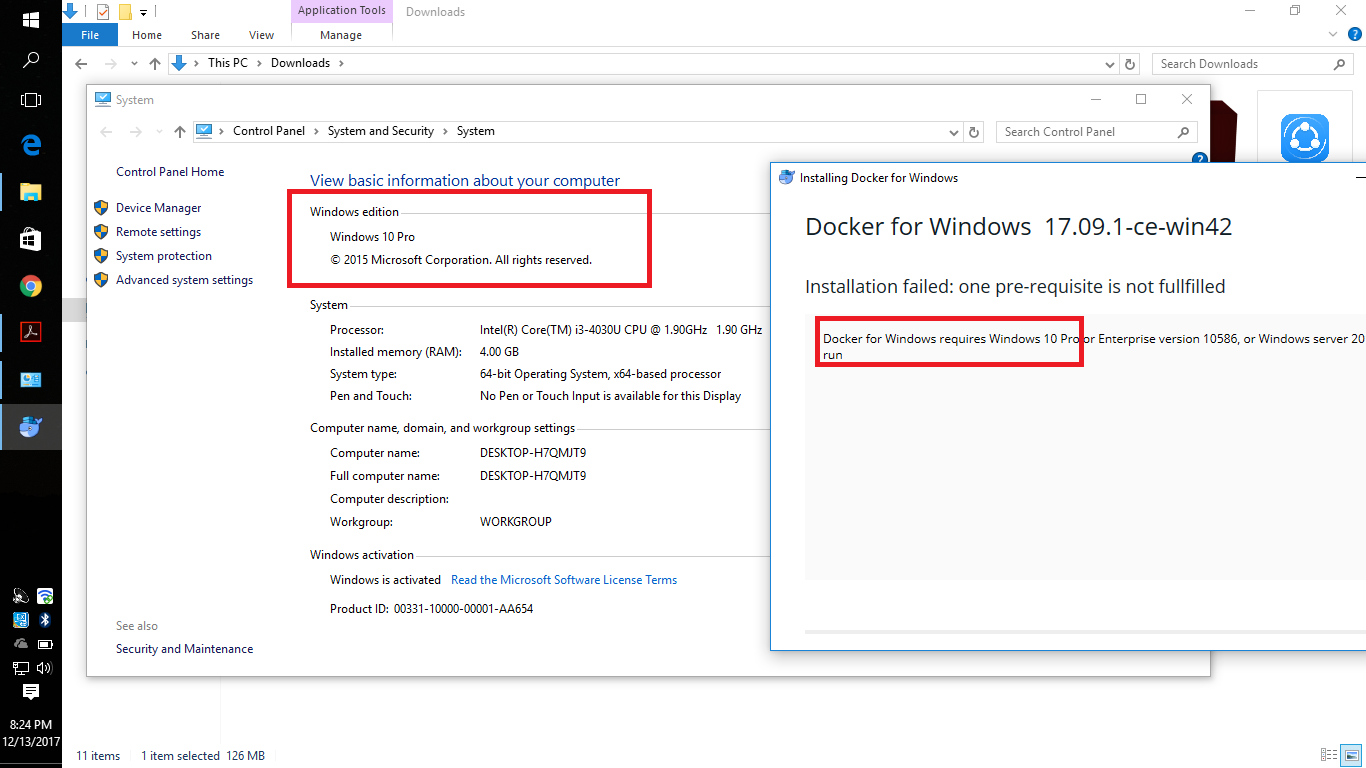 Application Tools
Downloads
File
Home
Share
View
Manage
This PC
Downloads
Search Downloads
System
Control Panel
System and Security
System
Search Control Panel
Control Panel Home
Device Manager
Remote settings
System protection
Advanced system settings
View basic information about your computer
Windows edition
Windows 10 Pro
© 2015 Microsoft Corporation. All rights reserved.
System
Processor: Intel(R) Core(TM) i3-4030U CPU @ 1.90GHz 1.90 GHz
Installed memory (RAM): 4.00 GB
System type: 64-bit Operating System, x64-based processor
Pen and Touch: No Pen or Touch Input is available for this Display
Computer name, domain, and workgroup settings
Computer name: DESKTOP-H7QMJT9
Full computer name: DESKTOP-H7QMJT9
Computer description:
Workgroup: WORKGROUP
Windows activation
Windows is activated Read the Microsoft Software License Terms
Product ID: 00331-10000-00001-AA654
See also
Security and Maintenance
Installing Docker for Windows
Docker for Windows 17.09.1-ce-win42
Installation failed: one pre-requisite is not fullfilled
Docker for Windows requires Windows 10 Pro or Enterprise version 10586, or Windows server 20
run
8:24 PM
12/13/2017
11 items
1 item selected 126 MB